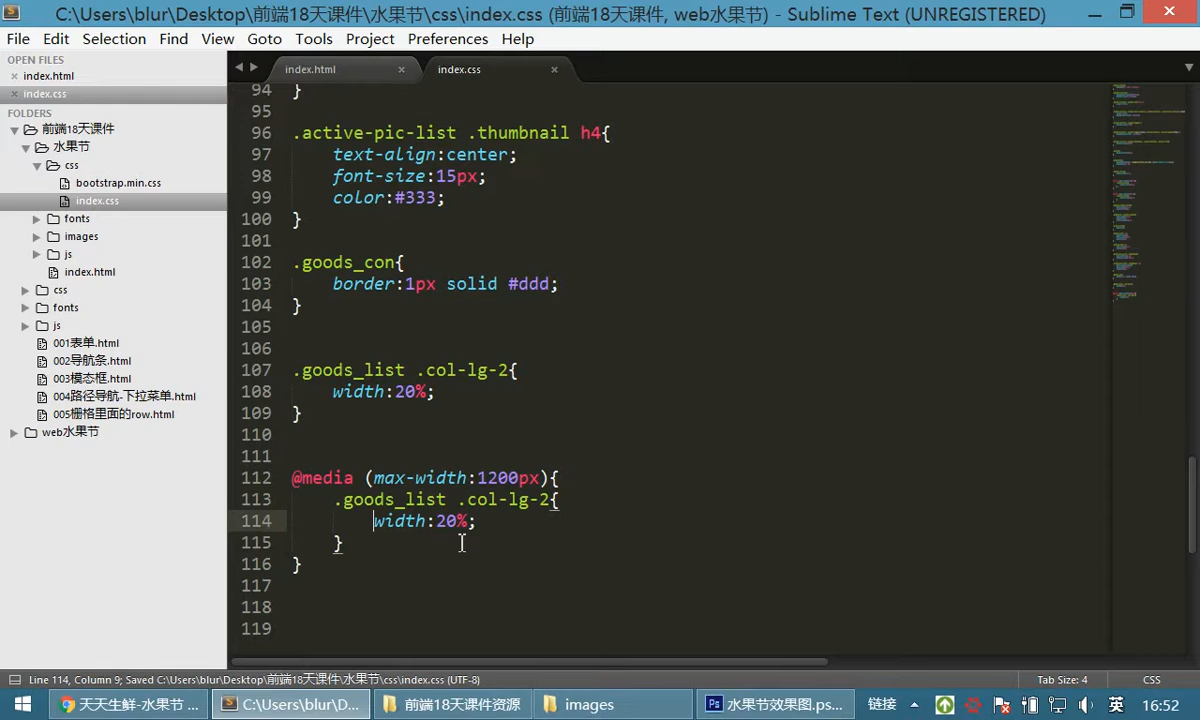 C:\Users\blur\Desktop\前端18天课件\水果节\css\index.css (前端18天课件, web水果节) - Sublime Text (UNREGISTERED)
File Edit Selection Find View Goto Tools Project Preferences Help
OPEN FILES
index.html
index.css
FOLDERS
前端18天课件
水果节
css
bootstrap.min.css
index.css
fonts
images
js
index.html
css
fonts
js
001表单.html
002导航条.html
003模态框.html
004路径导航-下拉菜单.html
005栅格里面的row.html
web水果节
index.html index.css
94 }
95
96 .active-pic-list .thumbnail h4{
97 text-align:center;
98 font-size:15px;
99 color:#333;
100 }
101
102 .goods_con{
103 border:1px solid #ddd;
104 }
105
106
107 .goods_list .col-lg-2{
108 width:20%;
109 }
110
111
112 @media (max-width:1200px){
113 .goods_list .col-lg-2{
114 width:20%;
115 }
116 }
117
118
119
Line 114, Column 9; Saved C:\Users\blur\Desktop\前端18天课件\水果节\css\index.css (UTF-8) Tab Size: 4 CSS
天天生鲜-水果节 ... C:\Users\blur\D... 前端18天课件资源 images 水果节效果图.ps... 链接 英 16:52